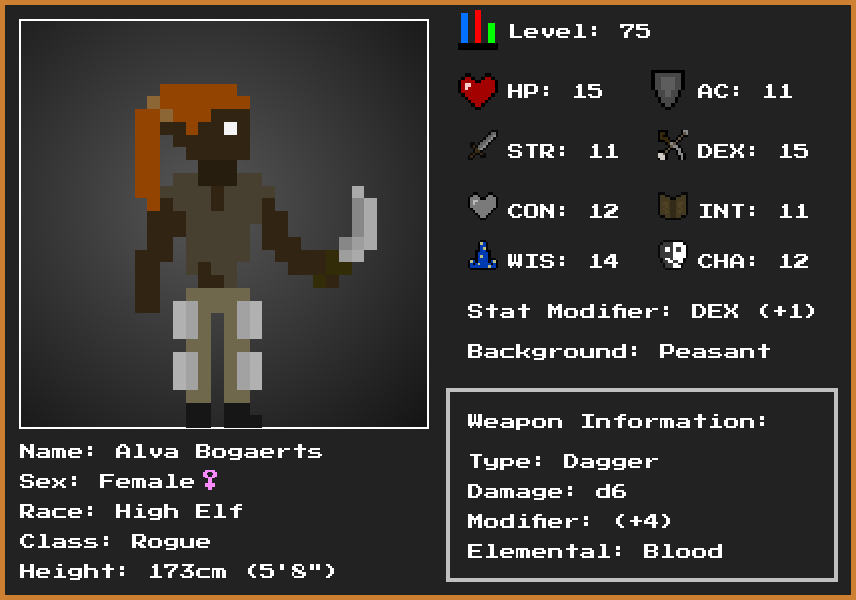 Level: 75
HP: 15 AC: 11
STR: 11 DEX: 15
CON: 12 INT: 11
WIS: 14 CHA: 12
Stat Modifier: DEX (+1)
Background: Peasant
Weapon Information:
Type: Dagger
Damage: d6
Modifier: (+4)
Elemental: Blood
Name: Alva Bogaerts
Sex: Female♀
Race: High Elf
Class: Rogue
Height: 173cm (5'8")